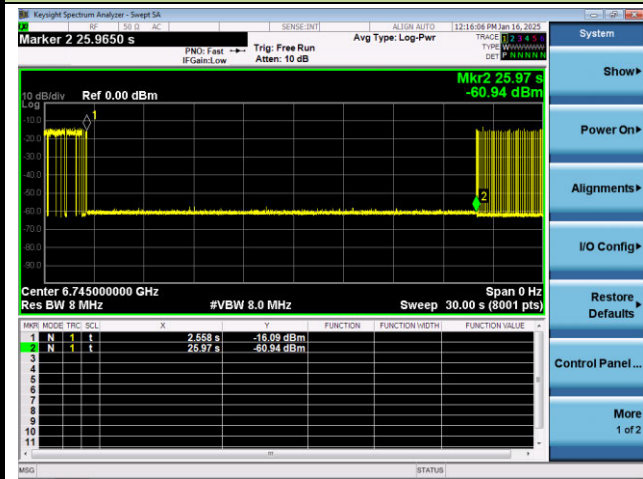 Keysight Spectrum Analyzer - Swept SA
RF 50 Ω AC SENSE:INT ALIGN AUTO 12:16:06 PM Jan 16, 2025
Marker 2 25.9650 s
PNO: Fast
IFGain:Low
Trig: Free Run
Atten: 10 dB
Avg Type: Log-Pwr
TRACE 1 2 3 4 5 6
TYPE WWWWWW
DET P N N N N N
Mkr2 25.97 s
-60.94 dBm
10 dB/div Ref 0.00 dBm
Log
-10.0
-20.0
-30.0
-40.0
-50.0
-60.0
-70.0
-80.0
-90.0
1
2
Center 6.745000000 GHz Span 0 Hz
Res BW 8 MHz #VBW 8.0 MHz Sweep 30.00 s (8001 pts)
MKR MODE TRC SCL X Y FUNCTION FUNCTION WIDTH FUNCTION VALUE
1 N 1 t 2.558 s -16.09 dBm
2 N 1 t 25.97 s -60.94 dBm
3
4
5
6
7
8
9
10
11
MSG STATUS
System
Show
Power On
Alignments
I/O Config
Restore
Defaults
Control Panel...
More
1 of 2